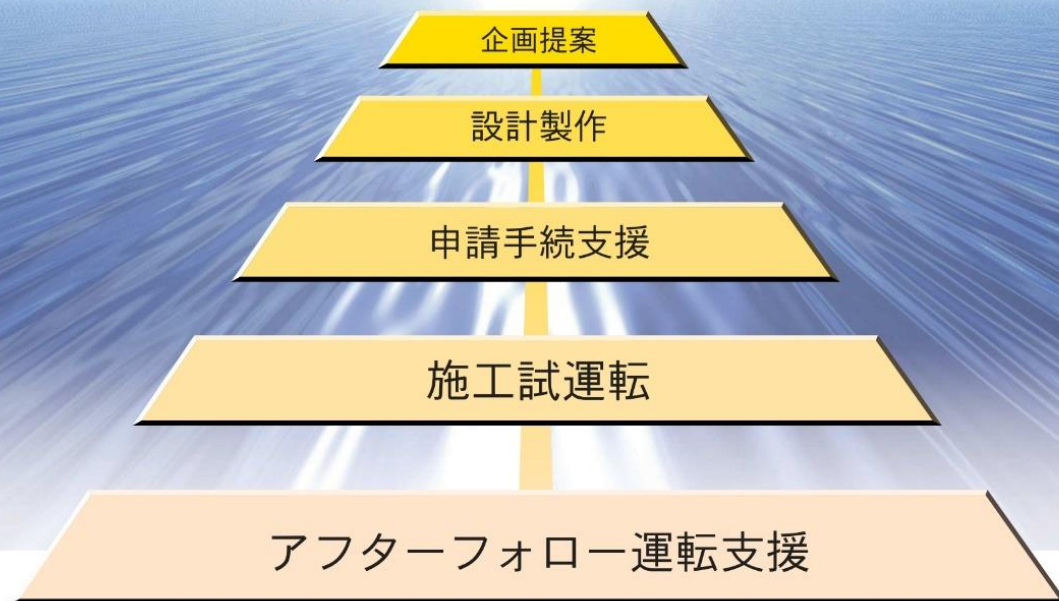 企画提案
設計製作
申請手続支援
施工試運転
アフターフォロー運転支援